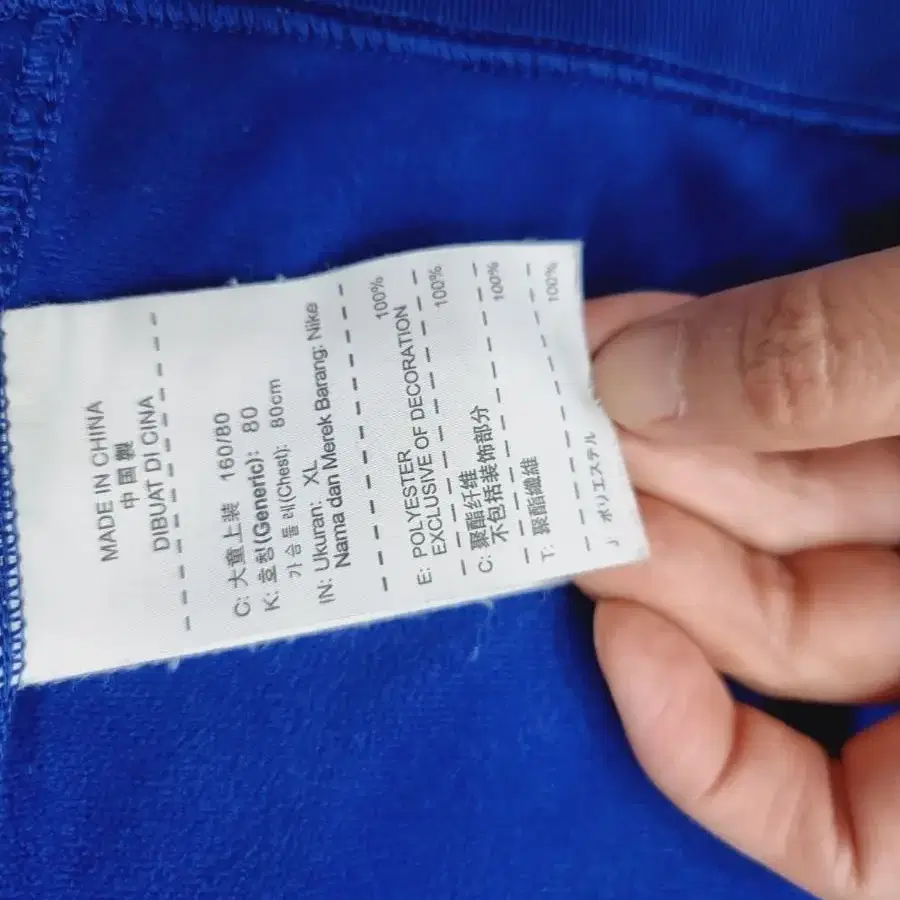 MADE IN CHINA
中国製
DIBUAT DI CINA
C: 大童上装 160/80
K: 호칭(Generic): 80
가슴둘레(Chest): 80cm
IN: Ukuran: XL
Nama dan Merek Barang: Nike
100%
E: POLYESTER
EXCLUSIVE OF DECORATION
100%
C: 聚酯纤维
不包括装饰部分
100%
T: 聚酯纖維
100%
J: ポリエステル